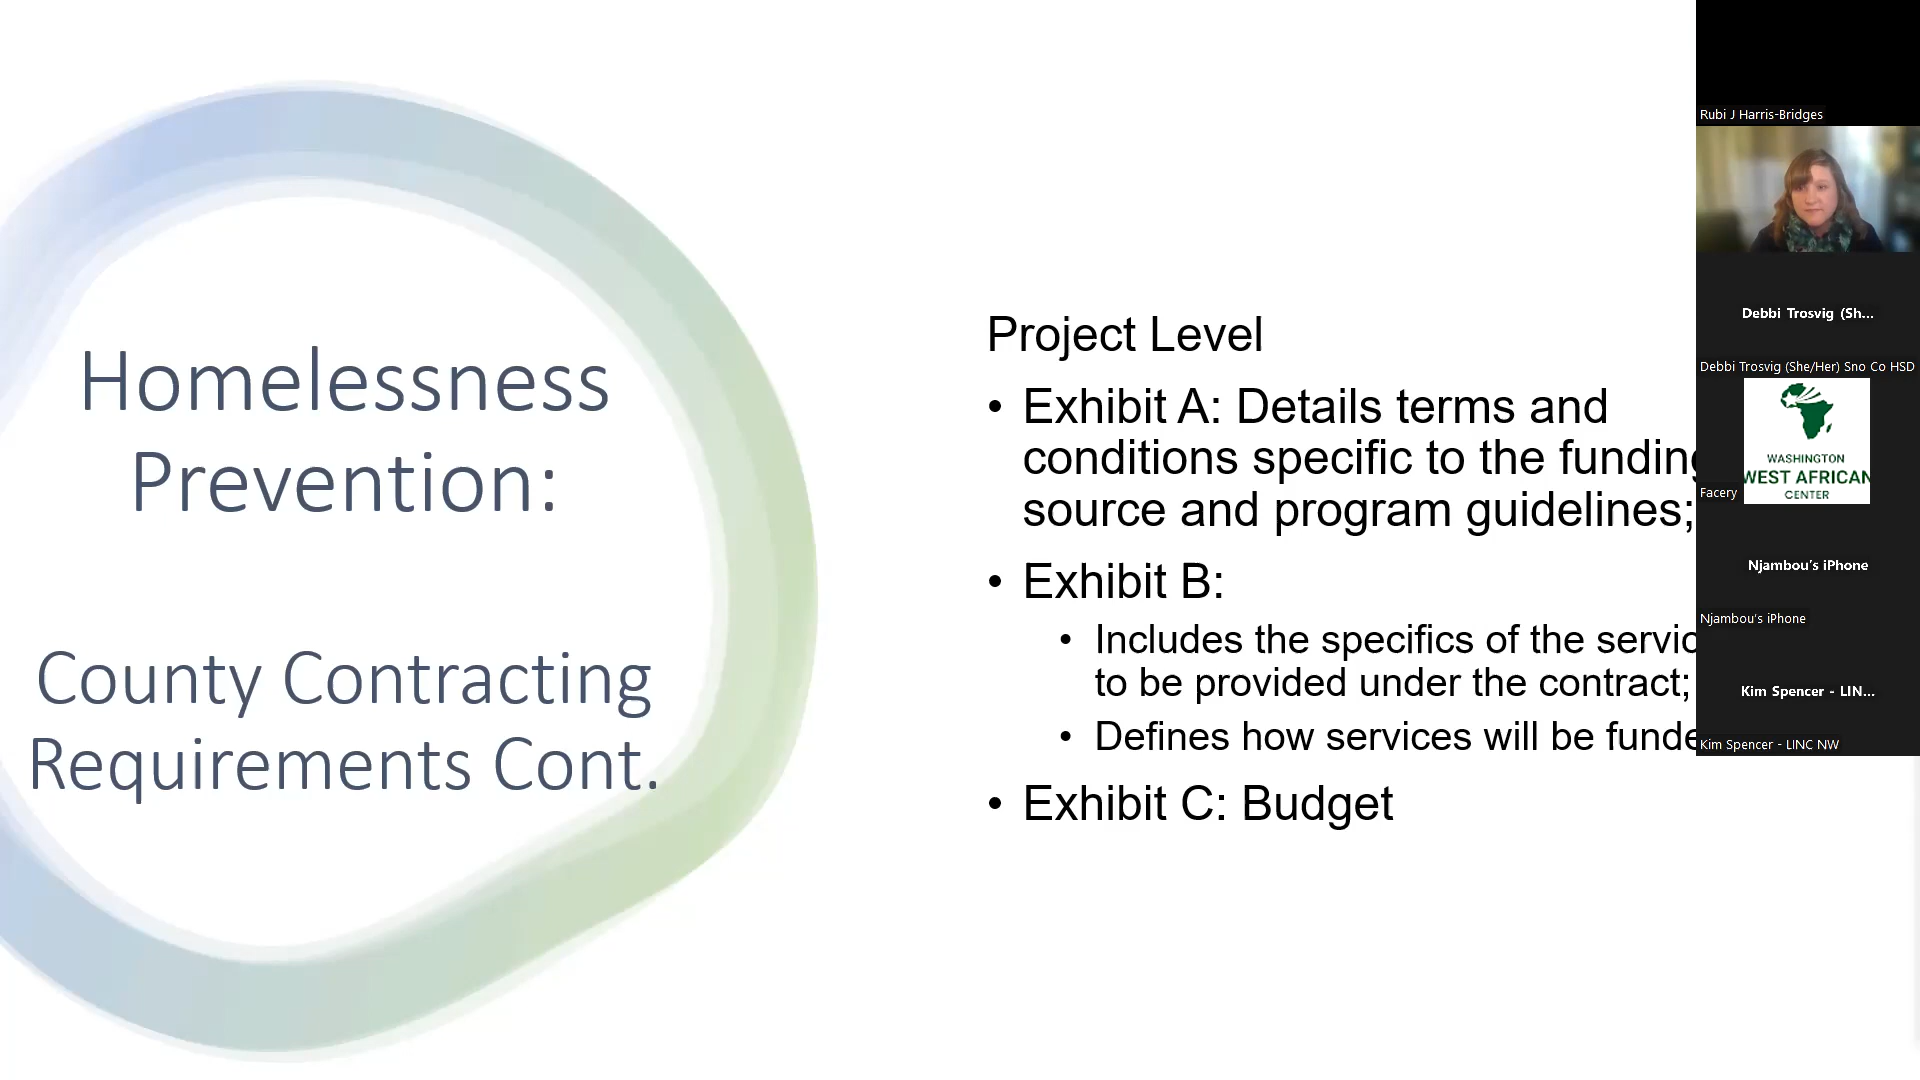 Homelessness
Prevention:
County Contracting
Requirements Cont.
Project Level
• Exhibit A: Details terms and
conditions specific to the funding
source and program guidelines;
• Exhibit B:
• Includes the specifics of the servic
to be provided under the contract;
• Defines how services will be funde
• Exhibit C: Budget
Rubi J Harris-Bridges
Debbi Trosvig (Sh...
Debbi Trosvig (She/Her) Sno Co HSD
WASHINGTON
WEST AFRICAN
CENTER
Facery
Njambou's iPhone
Njambou's iPhone
Kim Spencer - LIN...
Kim Spencer - LINC NW